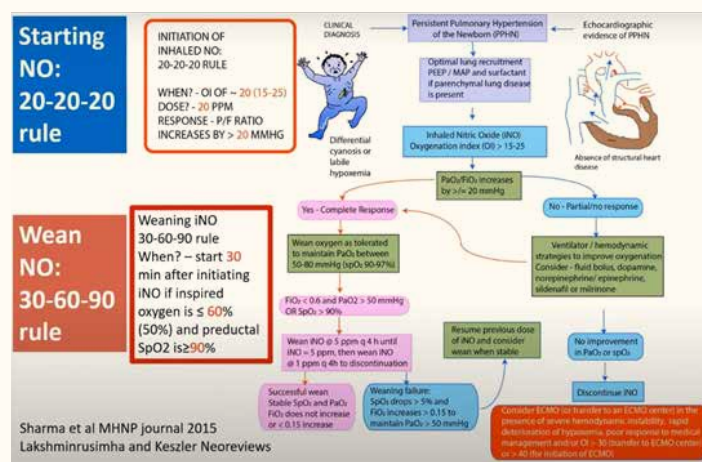 Starting
NO:
20-20-20
rule
INITIATION OF
INHALED NO:
20-20-20 RULE
WHEN? - OI OF ~ 20 (15-25)
DOSE? - 20 PPM
RESPONSE - P/F RATIO
INCREASES BY > 20 MMHG
CLINICAL
DIAGNOSIS
Differential
cyanosis or
labile
hypoxemia
Persistent Pulmonary Hypertension
of the Newborn (PPHN)
Echocardiographic
evidence of PPHN
Absence of structural heart
disease
Optimal lung recruitment
PEEP / MAP and surfactant
if parenchymal lung disease
is present
Inhaled Nitric Oxide (iNO)
Oxygenation index (OI) > 15-25
PaO₂/FiO₂ increases
by >/= 20 mmHg
Yes - Complete Response
No - Partial/no response
Wean
NO:
30-60-90
rule
Weaning iNO
30-60-90 rule
When? – start 30
min after initiating
iNO if inspired
oxygen is ≤ 60%
(50%) and preductal
SpO2 is≥90%
Wean oxygen as tolerated
to maintain PaO₂ between
50-80 mmHg (spO₂ 90-97%)
FiO₂ < 0.6 and PaO2 > 50 mmHg
OR SpO₂ > 90%
Wean iNO @ 5 ppm q 4 h until
iNO = 5 ppm, then wean iNO
@ 1 ppm q 4h to discontinuation
Successful wean
Stable SpO₂ and PaO₂
FiO₂ does not increase
or < 0.15 increase
Weaning failure:
SpO₂ drops > 5% and
FiO₂ increases > 0.15 to
maintain PaO₂ > 50 mmHg
Resume previous dose
of iNO and consider
wean when stable
Ventilator / hemodynamic
strategies to improve oxygenation
Consider - fluid bolus, dopamine,
norepinephrine/ epinephrine,
sildenafil or milrinone
No improvement
in PaO₂ or spO₂
Discontinue iNO
Consider ECMO (or transfer to an ECMO center) in the
presence of severe hemodynamic instability, rapid
deterioration of hypoxemia, poor response to medical
management and/or OI > 30 (transfer to ECMO center)
or > 40 (for initiation of ECMO)
Sharma et al MHNP journal 2015
Lakshminrusimha and Keszler Neoreviews